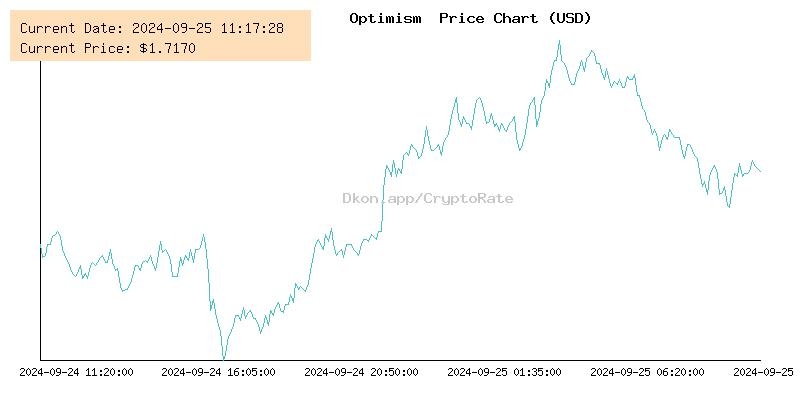 Optimism Price Chart (USD)
Current Date: 2024-09-25 11:17:28
Current Price: $1.7170
Dkon.app/CryptoRate
2024-09-24 11:20:00 2024-09-24 16:05:00 2024-09-24 20:50:00 2024-09-25 01:35:00 2024-09-25 06:20:00 2024-09-25